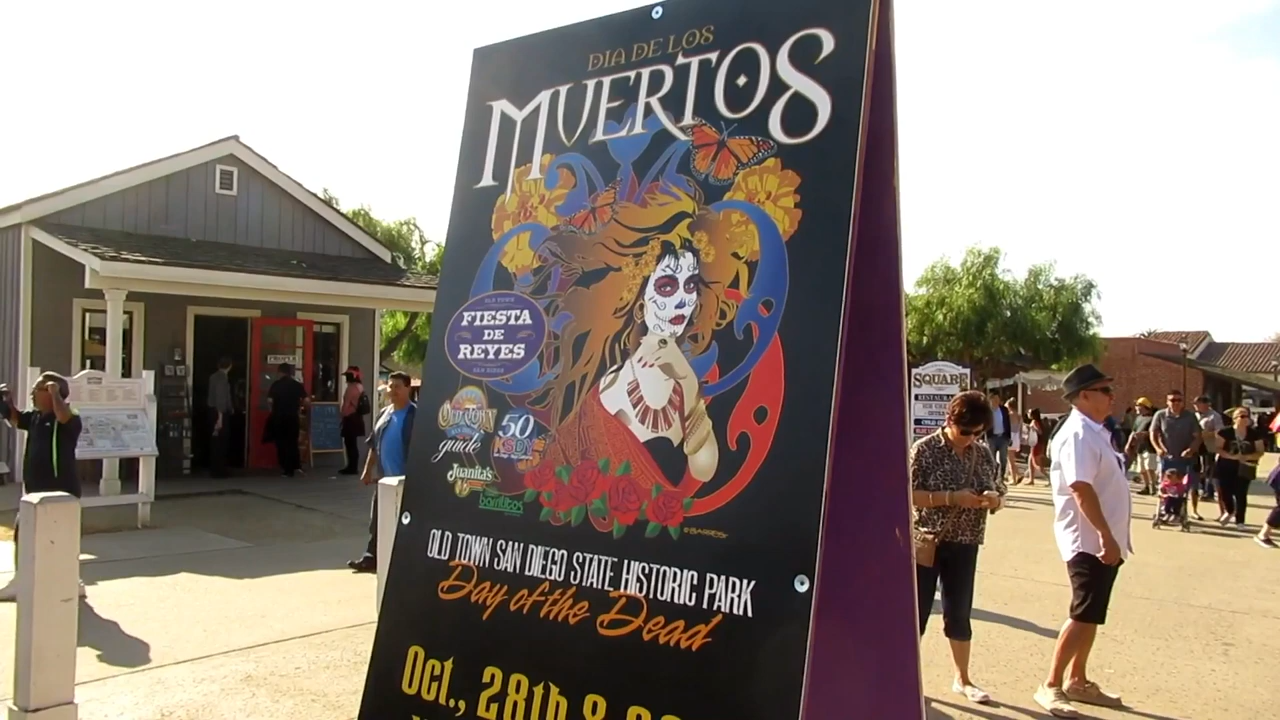 DIA DE LOS
MUERTOS
OLD TOWN
FIESTA
DE
REYES
SAN DIEGO
OLD TOWN
guide
50
KSDY
Juanita's
barrilitos
OLD TOWN SAN DIEGO STATE HISTORIC PARK
Day of the Dead
Oct., 28th &
SQUARE